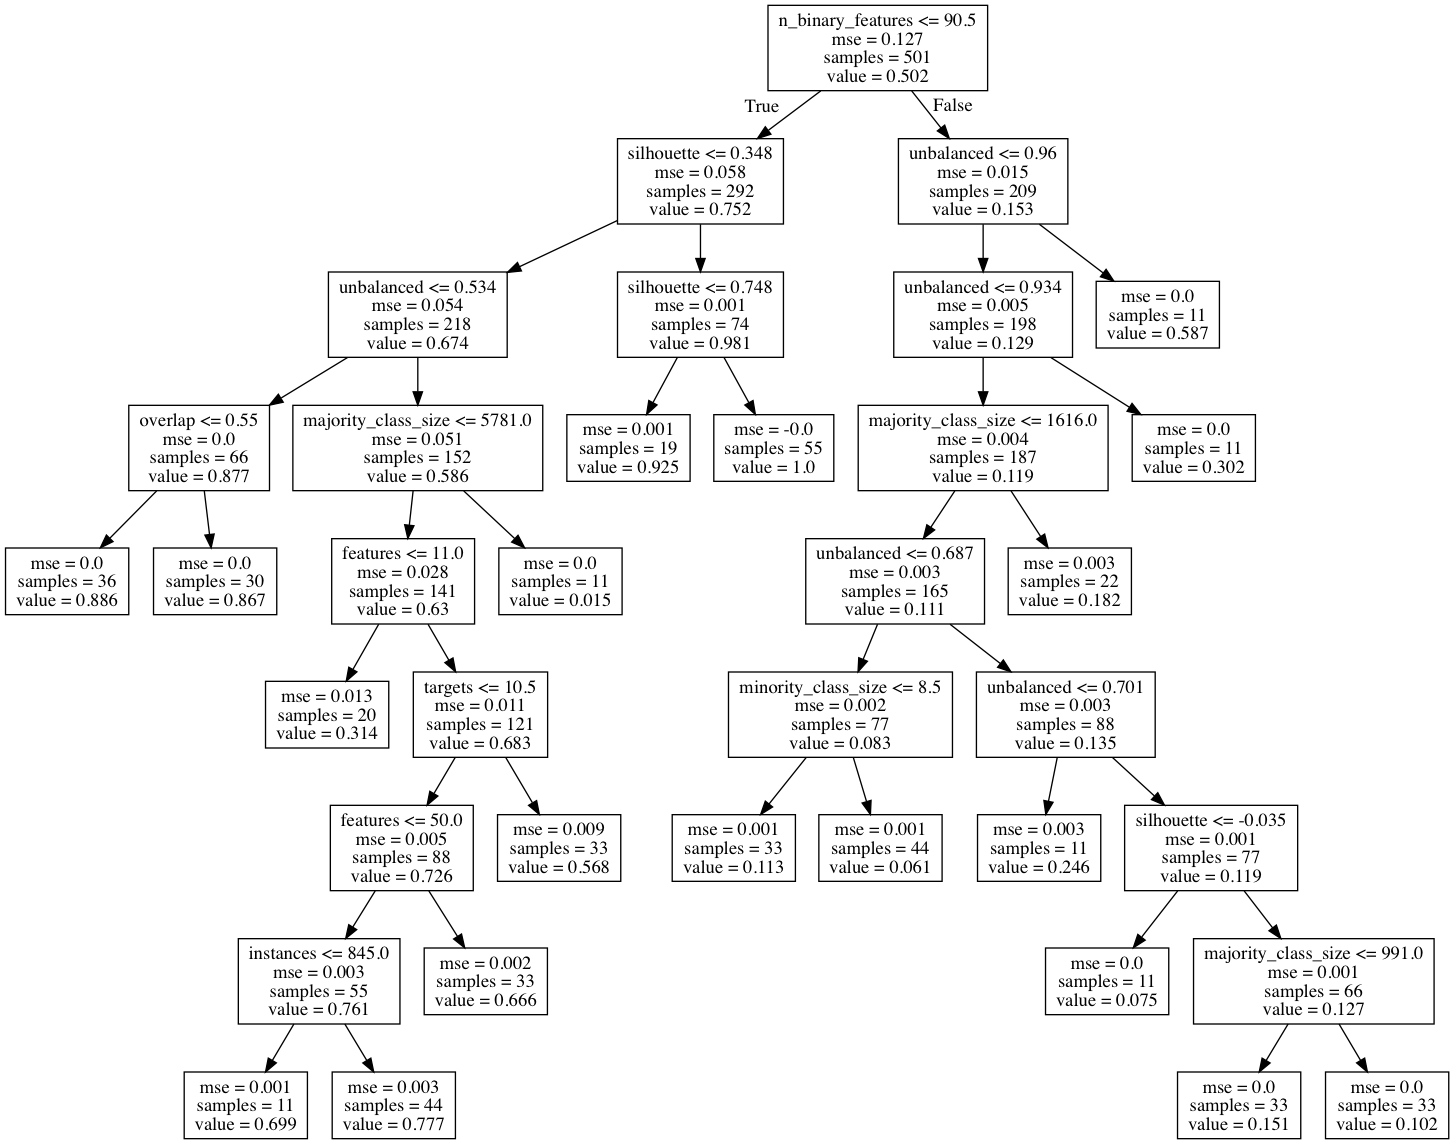 n_binary_features <= 90.5
mse = 0.127
samples = 501
value = 0.502
True
False
silhouette <= 0.348
mse = 0.058
samples = 292
value = 0.752
unbalanced <= 0.96
mse = 0.015
samples = 209
value = 0.153
unbalanced <= 0.534
mse = 0.054
samples = 218
value = 0.674
silhouette <= 0.748
mse = 0.001
samples = 74
value = 0.981
unbalanced <= 0.934
mse = 0.005
samples = 198
value = 0.129
mse = 0.0
samples = 11
value = 0.587
overlap <= 0.55
mse = 0.0
samples = 66
value = 0.877
majority_class_size <= 5781.0
mse = 0.051
samples = 152
value = 0.586
mse = 0.001
samples = 19
value = 0.925
mse = -0.0
samples = 55
value = 1.0
majority_class_size <= 1616.0
mse = 0.004
samples = 187
value = 0.119
mse = 0.0
samples = 11
value = 0.302
mse = 0.0
samples = 36
value = 0.886
mse = 0.0
samples = 30
value = 0.867
features <= 11.0
mse = 0.028
samples = 141
value = 0.63
mse = 0.0
samples = 11
value = 0.015
unbalanced <= 0.687
mse = 0.003
samples = 165
value = 0.111
mse = 0.003
samples = 22
value = 0.182
mse = 0.013
samples = 20
value = 0.314
targets <= 10.5
mse = 0.011
samples = 121
value = 0.683
minority_class_size <= 8.5
mse = 0.002
samples = 77
value = 0.083
unbalanced <= 0.701
mse = 0.003
samples = 88
value = 0.135
features <= 50.0
mse = 0.005
samples = 88
value = 0.726
mse = 0.009
samples = 33
value = 0.568
mse = 0.001
samples = 33
value = 0.113
mse = 0.001
samples = 44
value = 0.061
mse = 0.003
samples = 11
value = 0.246
silhouette <= -0.035
mse = 0.001
samples = 77
value = 0.119
instances <= 845.0
mse = 0.003
samples = 55
value = 0.761
mse = 0.002
samples = 33
value = 0.666
mse = 0.0
samples = 11
value = 0.075
majority_class_size <= 991.0
mse = 0.001
samples = 66
value = 0.127
mse = 0.001
samples = 11
value = 0.699
mse = 0.003
samples = 44
value = 0.777
mse = 0.0
samples = 33
value = 0.151
mse = 0.0
samples = 33
value = 0.102